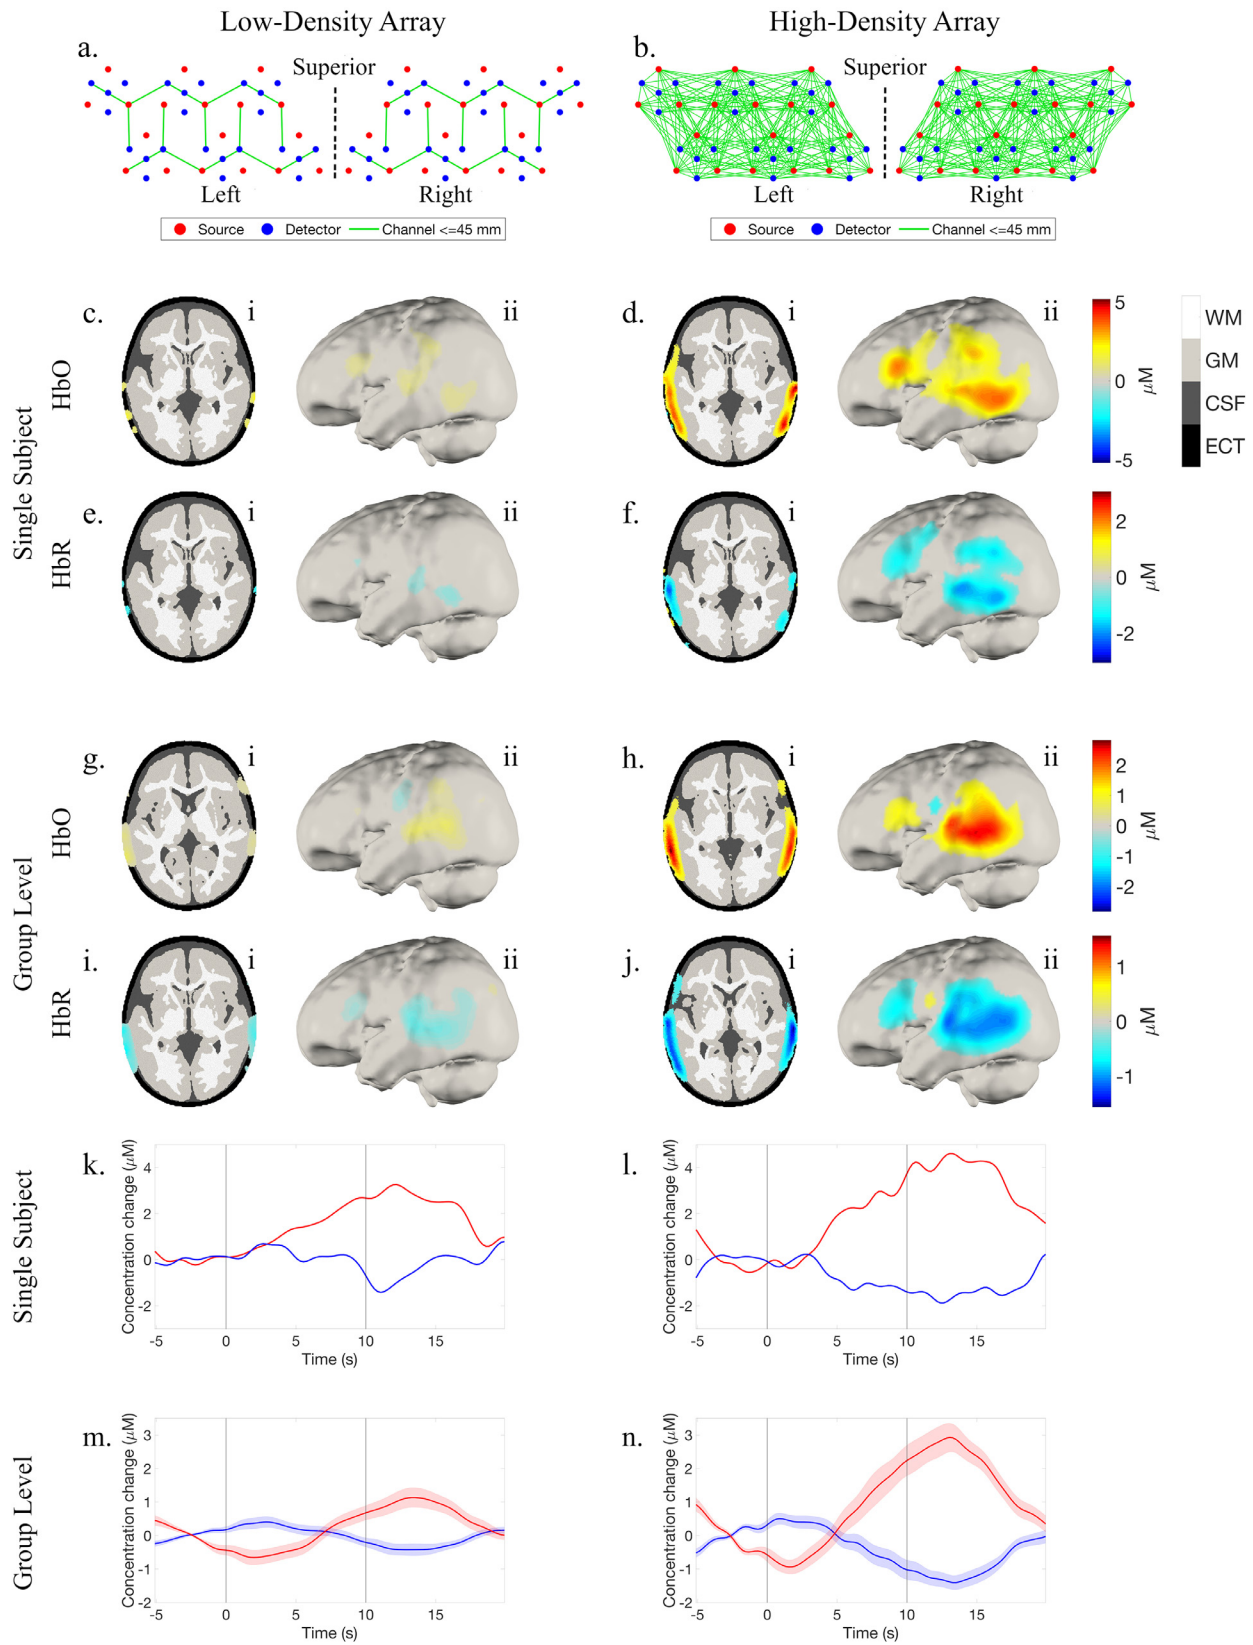 Low-Density Array
High-Density Array
a.
b.
Superior
Superior
Left
Right
Left
Right
Source Detector Channel <=45 mm
Source Detector Channel <=45 mm
Single Subject
HbO
c.
i
ii
d.
i
ii
5
0
-5
µM
WM
GM
CSF
ECT
HbR
e.
i
ii
f.
i
ii
2
0
-2
µM
Group Level
HbO
g.
i
ii
h.
i
ii
2
1
0
-1
-2
µM
HbR
i.
i
ii
j.
i
ii
1
0
-1
µM
Single Subject
k.
Concentration change (µM)
4
2
0
-2
-5 0 5 10 15
Time (s)
l.
Concentration change (µM)
4
2
0
-2
-5 0 5 10 15
Time (s)
Group Level
m.
Concentration change (µM)
3
2
1
0
-1
-2
-5 0 5 10 15
Time (s)
n.
Concentration change (µM)
3
2
1
0
-1
-2
-5 0 5 10 15
Time (s)